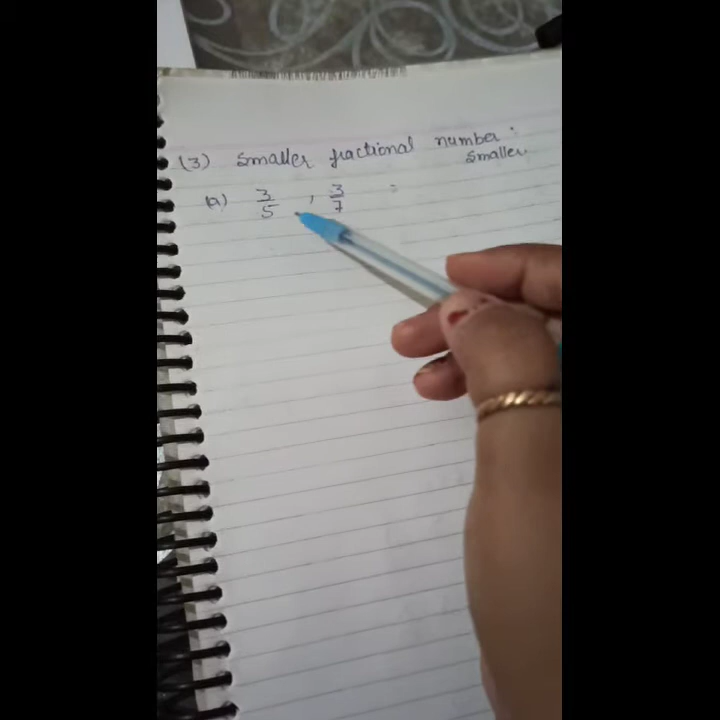 (3) Smaller fractional number :
smaller
(a) 3/5 , 3/7 =